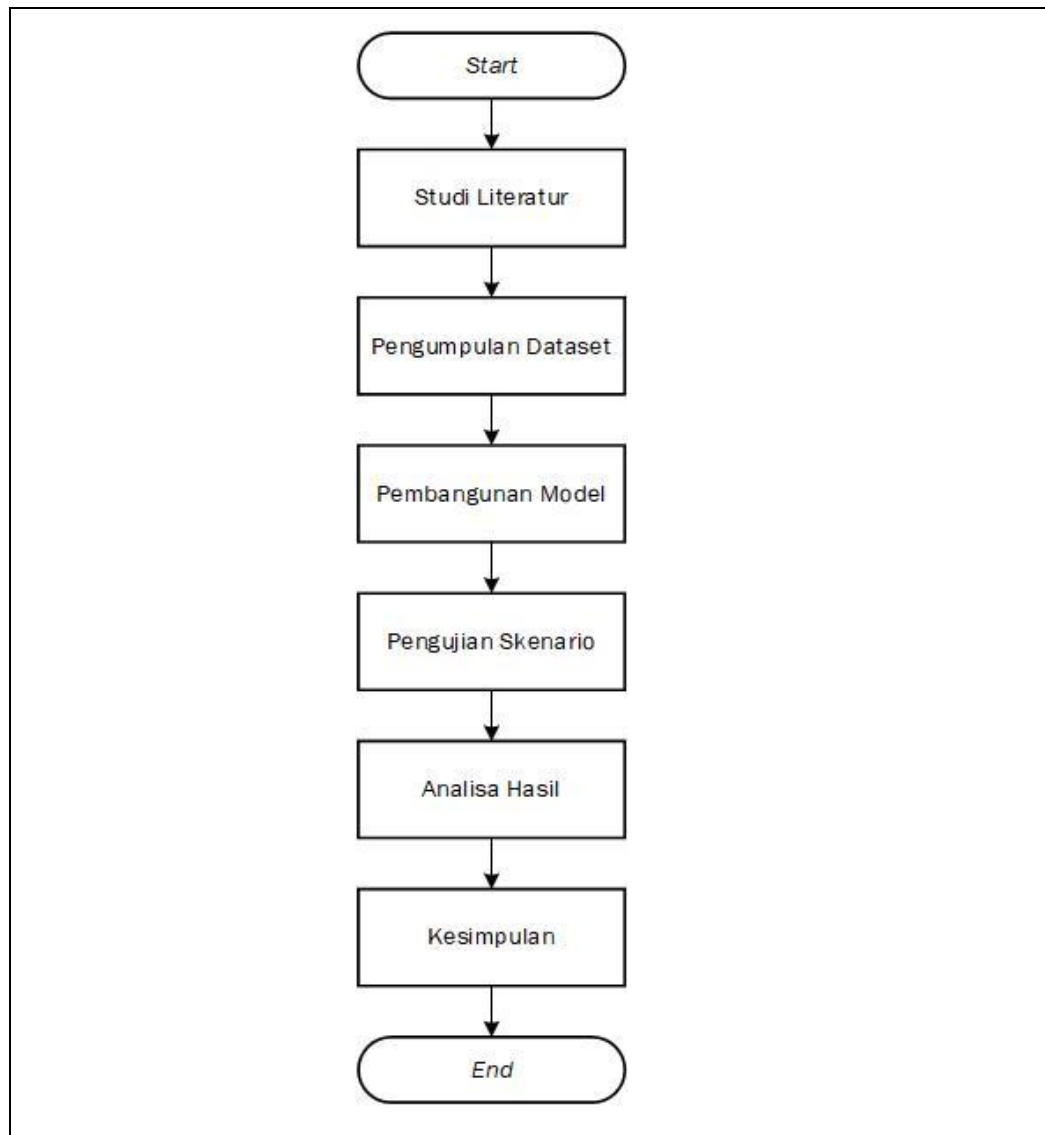 Start
Studi Literatur
Pengumpulan Dataset
Pembangunan Model
Pengujian Skenario
Analisa Hasil
Kesimpulan
End